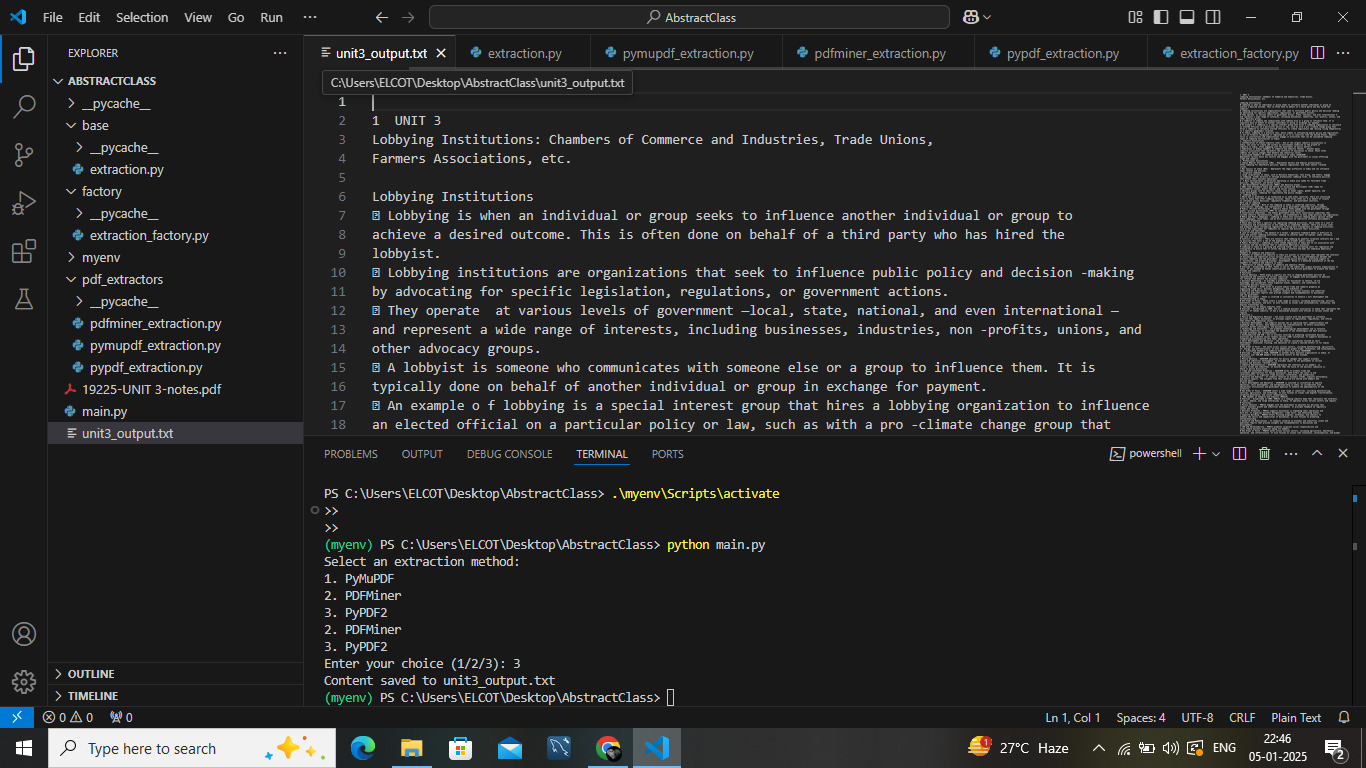 File Edit Selection View Go Run ··· AbstractClass
EXPLORER ···
ABSTRACTCLASS
__pycache__
base
__pycache__
extraction.py
factory
__pycache__
extraction_factory.py
myenv
pdf_extractors
__pycache__
pdfminer_extraction.py
pymupdf_extraction.py
pypdf_extraction.py
19225-UNIT 3-notes.pdf
main.py
unit3_output.txt
OUTLINE
TIMELINE
unit3_output.txt extraction.py pymupdf_extraction.py pdfminer_extraction.py pypdf_extraction.py extraction_factory.py ···
C:\Users\ELCOT\Desktop\AbstractClass\unit3_output.txt
1
2 1  UNIT 3
3 Lobbying Institutions: Chambers of Commerce and Industries, Trade Unions,
4 Farmers Associations, etc.
5
6 Lobbying Institutions
7 Lobbying is when an individual or group seeks to influence another individual or group to
8 achieve a desired outcome. This is often done on behalf of a third party who has hired the
9 lobbyist.
10 Lobbying institutions are organizations that seek to influence public policy and decision -making
11 by advocating for specific legislation, regulations, or government actions.
12 They operate  at various levels of government —local, state, national, and even international —
13 and represent a wide range of interests, including businesses, industries, non -profits, unions, and
14 other advocacy groups.
15 A lobbyist is someone who communicates with someone else or a group to influence them. It is
16 typically done on behalf of another individual or group in exchange for payment.
17 An example o f lobbying is a special interest group that hires a lobbying organization to influence
18 an elected official on a particular policy or law, such as with a pro -climate change group that
PROBLEMS OUTPUT DEBUG CONSOLE TERMINAL PORTS powershell ···
PS C:\Users\ELCOT\Desktop\AbstractClass> .\myenv\Scripts\activate
>>
>>
(myenv) PS C:\Users\ELCOT\Desktop\AbstractClass> python main.py
Select an extraction method:
1. PyMuPDF
2. PDFMiner
3. PyPDF2
2. PDFMiner
3. PyPDF2
Enter your choice (1/2/3): 3
Content saved to unit3_output.txt
(myenv) PS C:\Users\ELCOT\Desktop\AbstractClass>
0 0 0 Ln 1, Col 1 Spaces: 4 UTF-8 CRLF Plain Text
Type here to search 1 27°C Haze ENG 22:46
05-01-2025 2